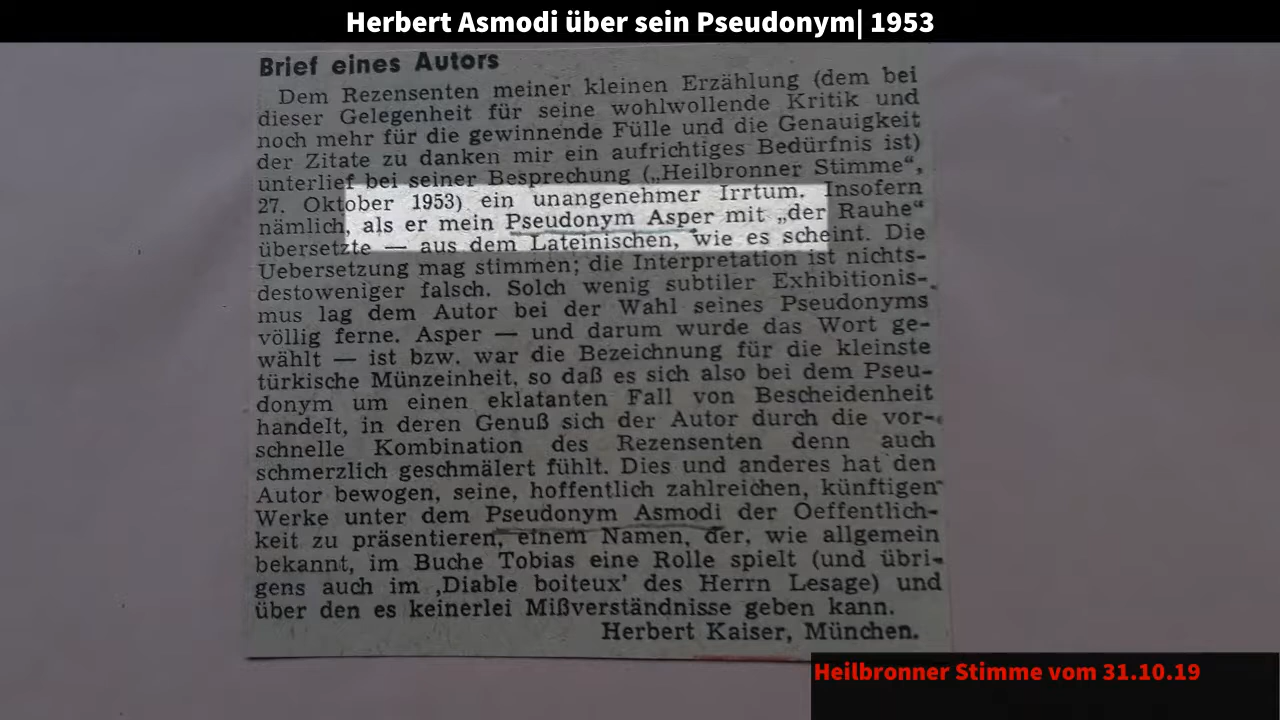 Herbert Asmodi über sein Pseudonym| 1953
Brief eines Autors
Dem Rezensenten meiner kleinen Erzählung (dem bei
dieser Gelegenheit für seine wohlwollende Kritik und
noch mehr für die gewinnende Fülle und die Genauigkeit
der Zitate zu danken mir ein aufrichtiges Bedürfnis ist)
unterlief bei seiner Besprechung („Heilbronner Stimme“,
27. Oktober 1953) ein unangenehmer Irrtum. Insofern
nämlich, als er mein Pseudonym Asper mit „der Rauhe“
übersetzte — aus dem Lateinischen, wie es scheint. Die
Uebersetzung mag stimmen; die Interpretation ist nichts-
destoweniger falsch. Solch wenig subtiler Exhibitionis-
mus lag dem Autor bei der Wahl seines Pseudonyms
völlig ferne. Asper — und darum wurde das Wort ge-
wählt — ist bzw. war die Bezeichnung für die kleinste
türkische Münzeinheit, so daß es sich also bei dem Pseu-
donym um einen eklatanten Fall von Bescheidenheit
handelt, in deren Genuß sich der Autor durch die vor-
schnelle Kombination des Rezensenten denn auch
schmerzlich geschmälert fühlt. Dies und anderes hat den
Autor bewogen, seine, hoffentlich zahlreichen, künftigen
Werke unter dem Pseudonym Asmodi der Oeffentlich-
keit zu präsentieren, einem Namen, der, wie allgemein
bekannt, im Buche Tobias eine Rolle spielt (und übri-
gens auch im ‚Diable boiteux’ des Herrn Lesage) und
über den es keinerlei Mißverständnisse geben kann.
Herbert Kaiser, München.
Heilbronner Stimme vom 31.10.19